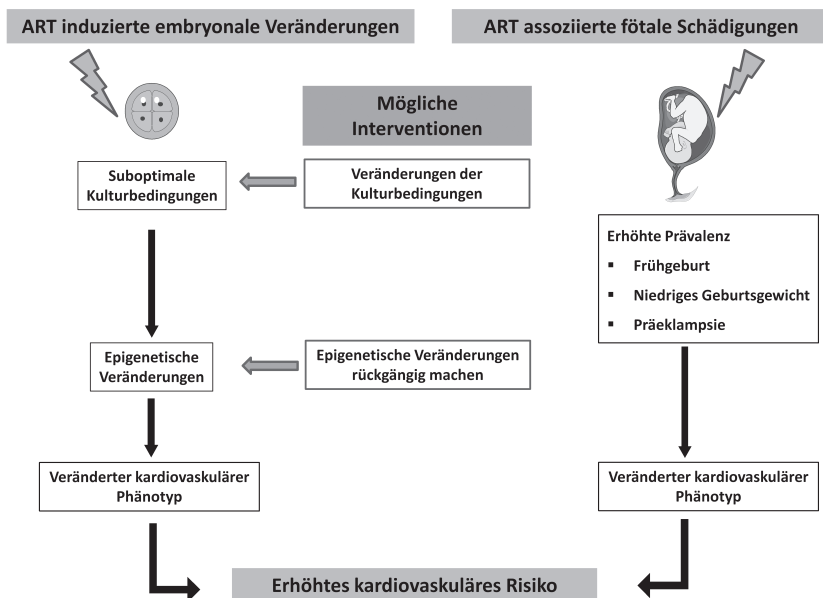 ART induzierte embryonale Veränderungen
ART assoziierte fötale Schädigungen
Mögliche
Interventionen
Suboptimale
Kulturbedingungen
Veränderungen der
Kulturbedingungen
Erhöhte Prävalenz
▪ Frühgeburt
▪ Niedriges Geburtsgewicht
▪ Präeklampsie
Epigenetische
Veränderungen
Epigenetische Veränderungen
rückgängig machen
Veränderter kardiovaskulärer
Phänotyp
Veränderter kardiovaskulärer
Phänotyp
Erhöhtes kardiovaskuläres Risiko